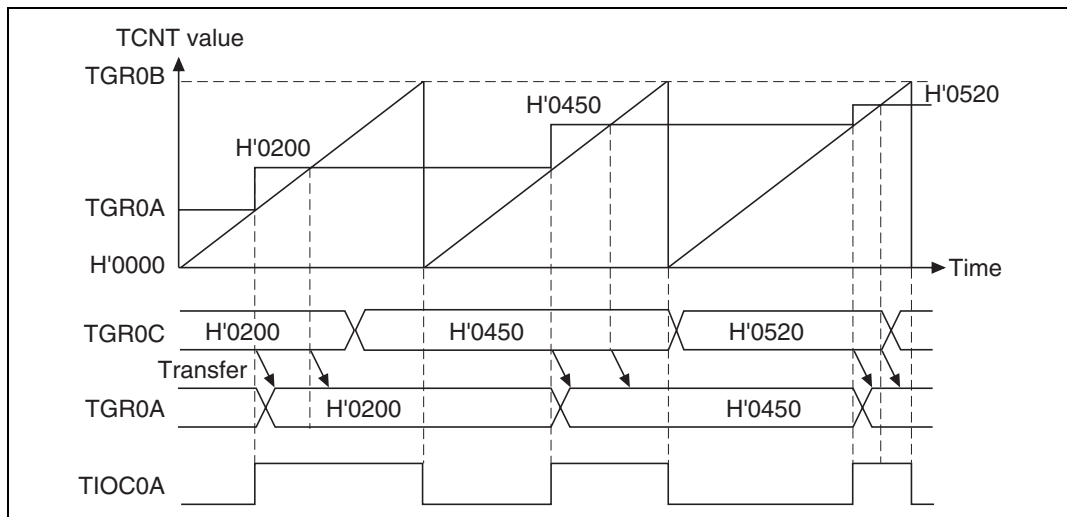 TCNT value
TGR0B
H'0520
H'0450
H'0200
TGR0A
H'0000
Time
TGR0C
H'0200
H'0450
H'0520
Transfer
TGR0A
H'0200
H'0450
TIOC0A